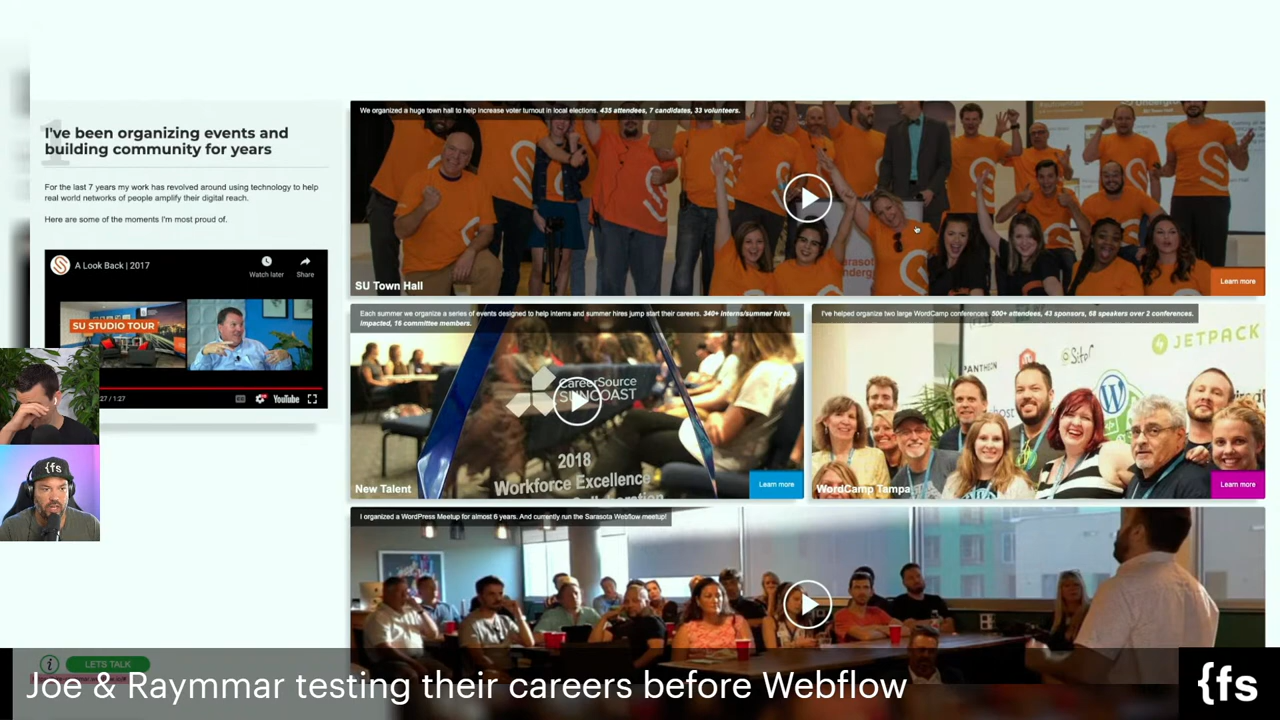 1
I've been organizing events and
building community for years
For the last 7 years my work has revolved around using technology to help
real world networks of people amplify their digital reach.
Here are some of the moments I'm most proud of.
A Look Back | 2017
Watch later
Share
SU STUDIO TOUR
27 / 1:27
YouTube
We organized a huge town hall to help increase voter turnout in local elections. 435 attendees, 7 candidates, 33 volunteers.
SU Town Hall
Learn more
Each summer we organize a series of events designed to help interns and summer hires jump start their careers. 340+ interns/summer hires
impacted, 16 committee members.
CareerSource
SUNCOAST
2018
Workforce Excellence
New Talent
Learn more
I've helped organize two large WordCamp conferences. 500+ attendees, 43 sponsors, 68 speakers over 2 conferences.
JETPACK
PANTHEON
WordCamp Tampa
Learn more
I organized a WordPress Meetup for almost 6 years. And currently run the Sarasota Webflow meetup!
{fs
i
LETS TALK
Joe & Raymmar testing their careers before Webflow
{fs